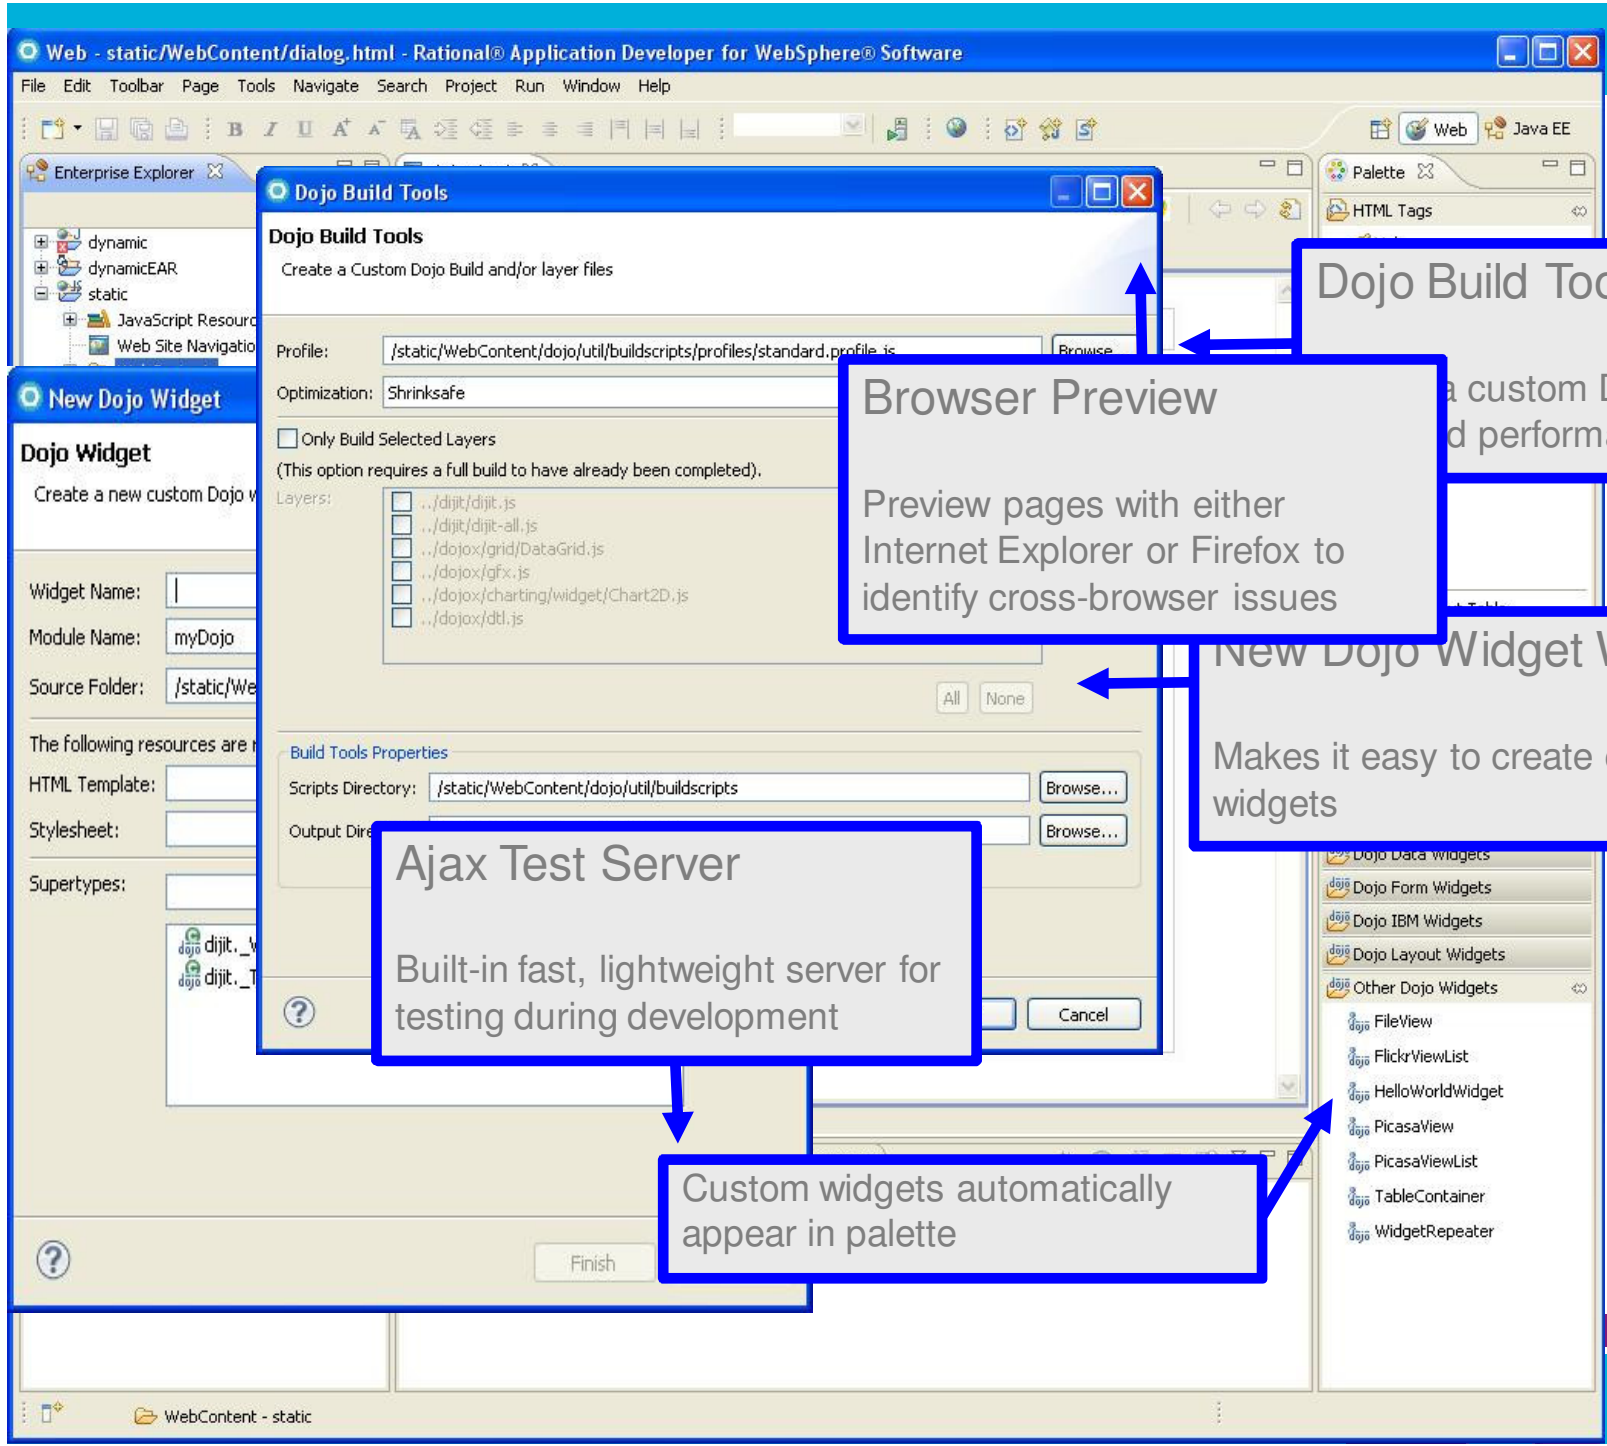 Web - static/WebContent/dialog.html - Rational® Application Developer for WebSphere® Software
File Edit Toolbar Page Tools Navigate Search Project Run Window Help
B I U A A
Web Java EE
Enterprise Explorer
Palette
HTML Tags
dynamic
dynamicEAR
static
JavaScript Resourc
Web Site Navigatio
Dojo Build Tools
Dojo Build Tools
Create a Custom Dojo Build and/or layer files
Profile: /static/WebContent/dojo/util/buildscripts/profiles/standard.profile.js Browse...
Optimization: Shrinksafe
Only Build Selected Layers
(This option requires a full build to have already been completed).
Layers:
../dijit/dijit.js
../dijit/dijit-all.js
../dojox/grid/DataGrid.js
../dojox/gfx.js
../dojox/charting/widget/Chart2D.js
../dojox/dtl.js
All None
Build Tools Properties
Scripts Directory: /static/WebContent/dojo/util/buildscripts Browse...
Output Dire Browse...
Cancel
New Dojo Widget
Dojo Widget
Create a new custom Dojo w
Widget Name:
Module Name: myDojo
Source Folder: /static/We
The following resources are
HTML Template:
Stylesheet:
Supertypes:
dijit._
dijit._T
Finish
Dojo Build Too
a custom
d perform
Browser Preview
Preview pages with either
Internet Explorer or Firefox to
identify cross-browser issues
New Dojo Widget
Makes it easy to create
widgets
Ajax Test Server
Built-in fast, lightweight server for
testing during development
Custom widgets automatically
appear in palette
Dojo Data Widgets
Dojo Form Widgets
Dojo IBM Widgets
Dojo Layout Widgets
Other Dojo Widgets
FileView
FlickrViewList
HelloWorldWidget
PicasaView
PicasaViewList
TableContainer
WidgetRepeater
WebContent - static